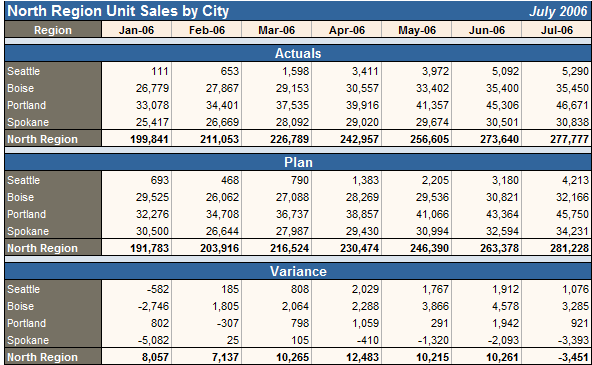 North Region Unit Sales by City July 2006
Region Jan-06 Feb-06 Mar-06 Apr-06 May-06 Jun-06 Jul-06
Actuals
Seattle 111 653 1,598 3,411 3,972 5,092 5,290
Boise 26,779 27,867 29,153 30,557 33,402 35,400 35,450
Portland 33,078 34,401 37,535 39,916 41,357 45,306 46,671
Spokane 25,417 26,669 28,092 29,020 29,674 30,501 30,838
North Region 199,841 211,053 226,789 242,957 256,605 273,640 277,777
Plan
Seattle 693 468 790 1,383 2,205 3,180 4,213
Boise 29,525 26,062 27,088 28,269 29,536 30,821 32,166
Portland 32,276 34,708 36,737 38,857 41,066 43,364 45,750
Spokane 30,500 26,644 27,987 29,430 30,994 32,594 34,231
North Region 191,783 203,916 216,524 230,474 246,390 263,378 281,228
Variance
Seattle -582 185 808 2,029 1,767 1,912 1,076
Boise -2,746 1,805 2,064 2,288 3,866 4,578 3,285
Portland 802 -307 798 1,059 291 1,942 921
Spokane -5,082 25 105 -410 -1,320 -2,093 -3,393
North Region 8,057 7,137 10,265 12,483 10,215 10,261 -3,451